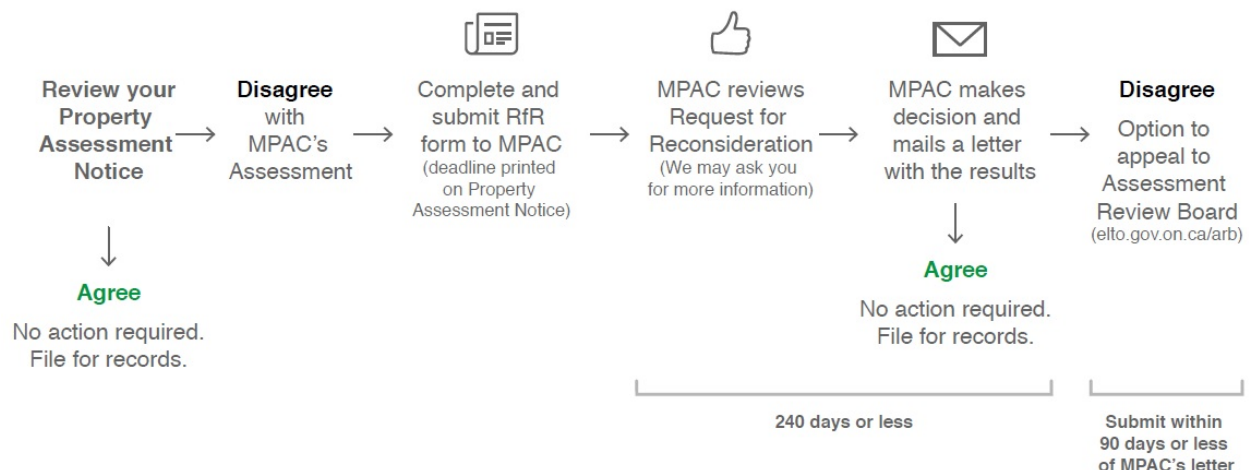 Review your
Property
Assessment
Notice
Agree
No action required.
File for records.
Disagree
with
MPAC's
Assessment
Complete and
submit RfR
form to MPAC
(deadline printed
on Property
Assessment Notice)
MPAC reviews
Request for
Reconsideration
(We may ask you
for more information)
MPAC makes
decision and
mails a letter
with the results
Agree
No action required.
File for records.
Disagree
Option to
appeal to
Assessment
Review Board
(elto.gov.on.ca/arb)
240 days or less
Submit within
90 days or less
of MPAC's letter